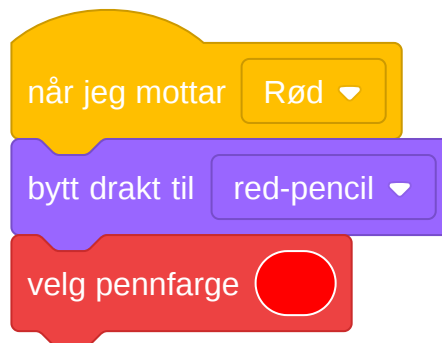 når jeg mottar Rød
bytt drakt til red-pencil
velg pennfarge